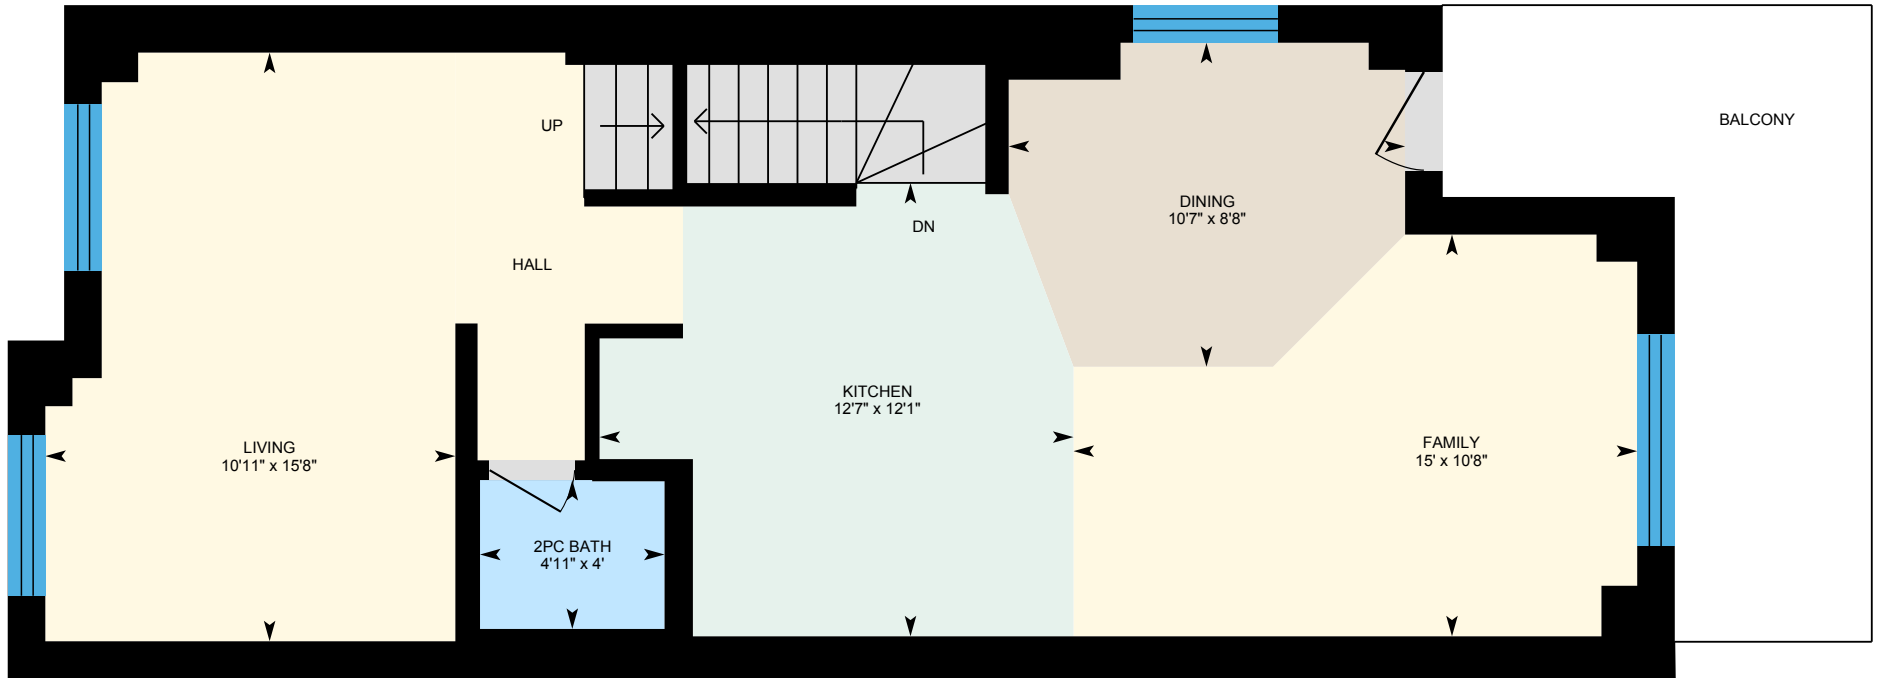 BALCONY
UP
DINING
10'7" x 8'8"
DN
HALL
KITCHEN
12'7" x 12'1"
FAMILY
15' x 10'8"
LIVING
10'11" x 15'8"
2PC BATH
4'11" x 4'